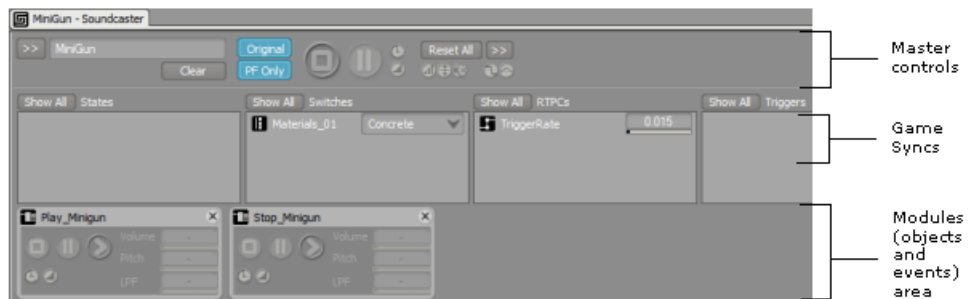 MiniGun - Soundcaster
>> MiniGun Original Reset All >>
Clear PF Only
Master
controls
Show All States Show All Switches Show All RTPCs Show All Triggers
Materials_01 Concrete TriggerRate 0.015
Game
Syncs
Play_Minigun X Stop_Minigun X
Volume - Volume -
Pitch - Pitch -
LPF - LPF -
Modules
(objects
and
events)
area